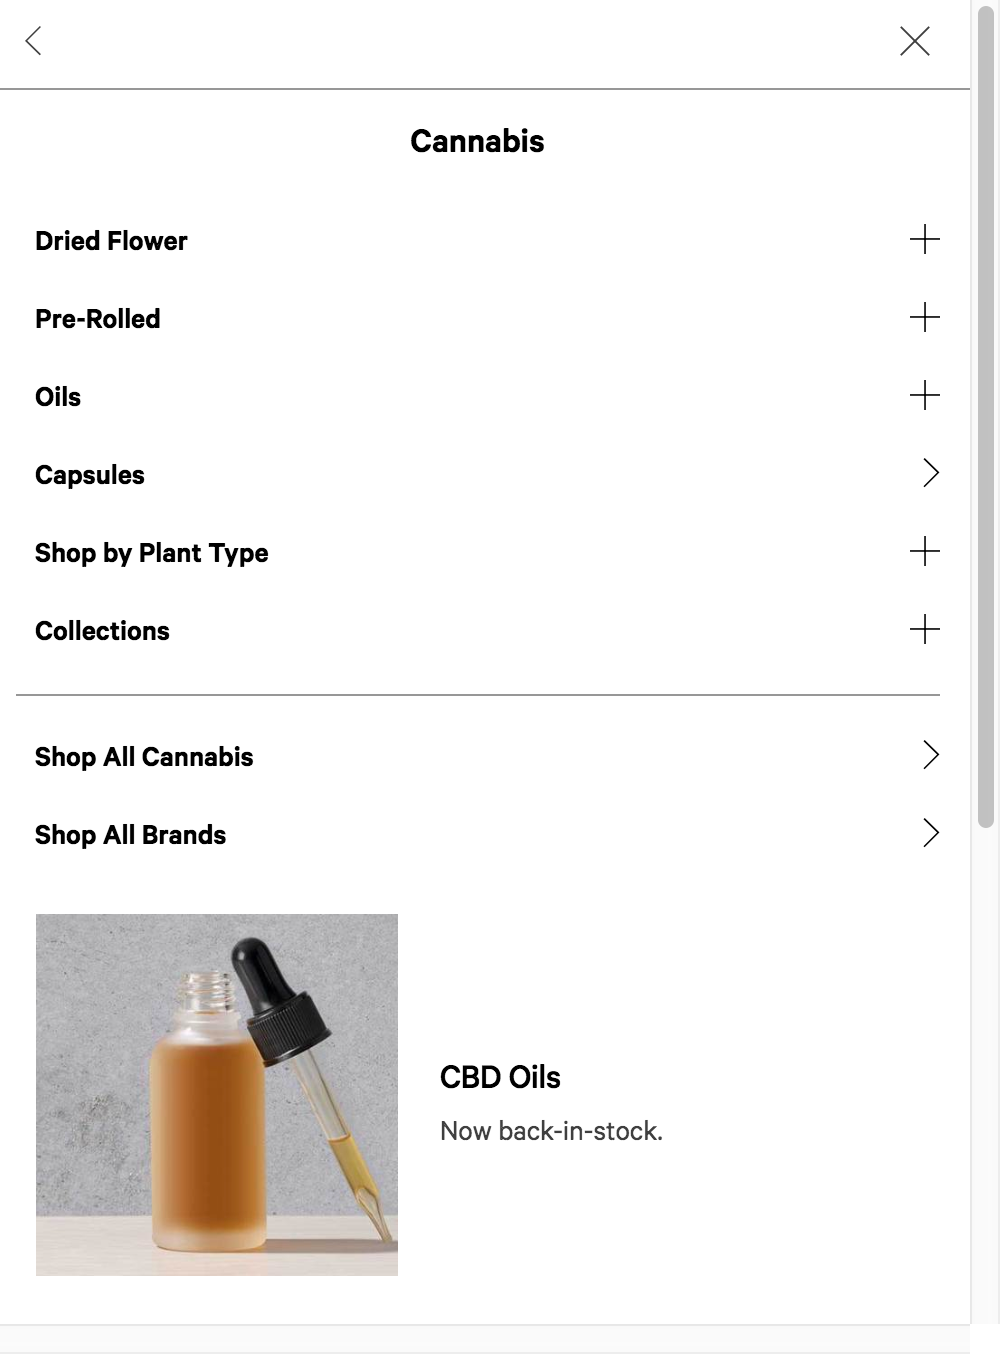 Cannabis
Dried Flower
Pre-Rolled
Oils
Capsules
Shop by Plant Type
Collections
Shop All Cannabis
Shop All Brands
CBD Oils
Now back-in-stock.